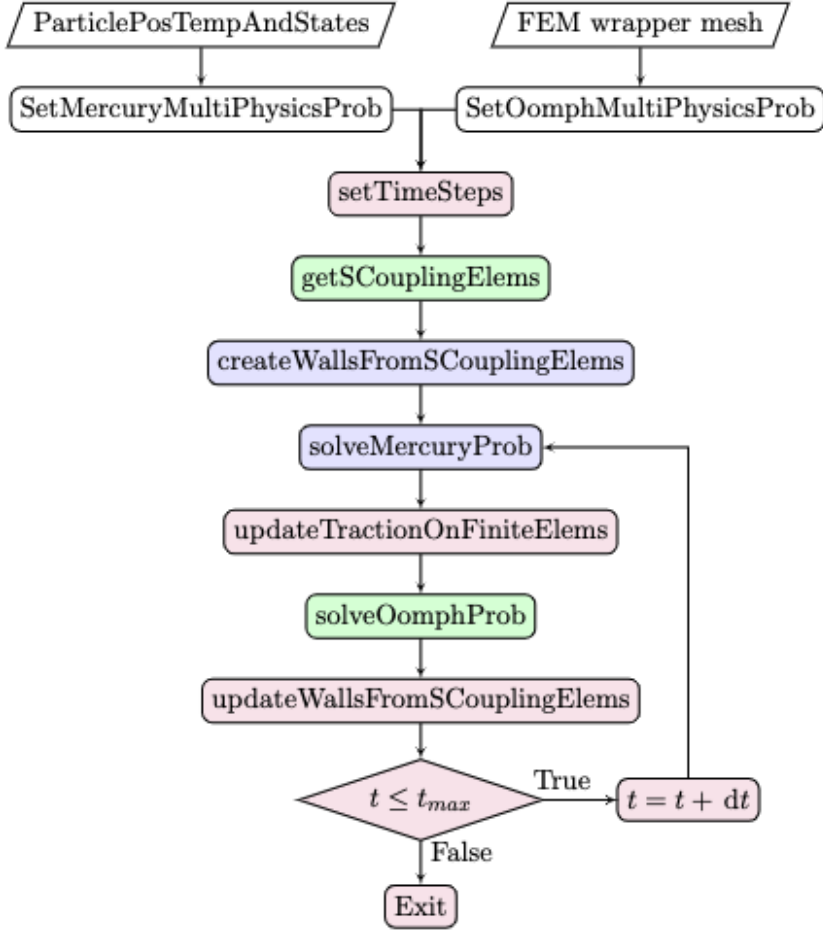 ParticlePosTempAndStates
FEM wrapper mesh
SetMercuryMultiPhysicsProb
SetOomphMultiPhysicsProb
setTimeSteps
getSCouplingElems
createWallsFromSCouplingElems
solveMercuryProb
updateTractionOnFiniteElems
solveOomphProb
updateWallsFromSCouplingElems
t ≤ t_max
True
t = t + dt
False
Exit